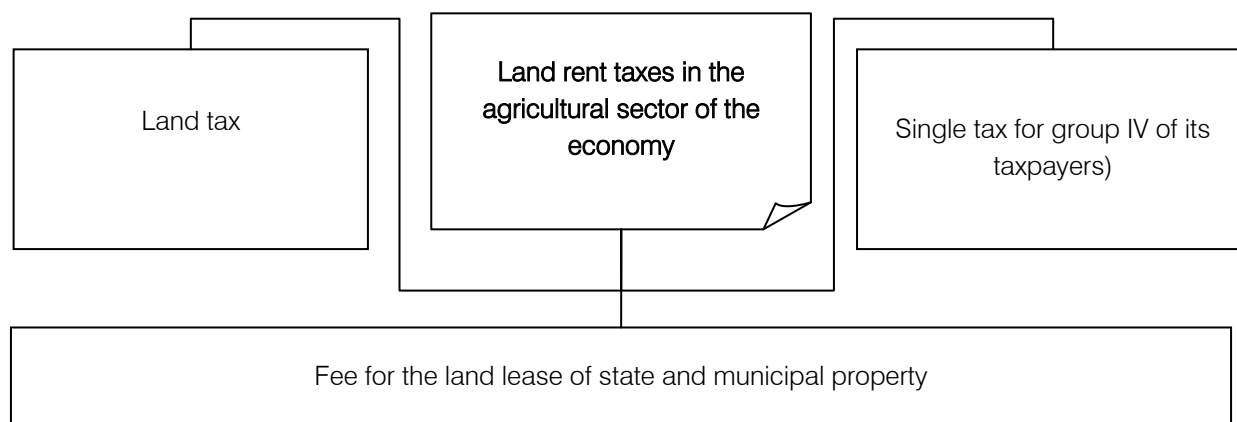 Land tax
Land rent taxes in the
agricultural sector of the
economy
Single tax for group IV of its
taxpayers)
Fee for the land lease of state and municipal property